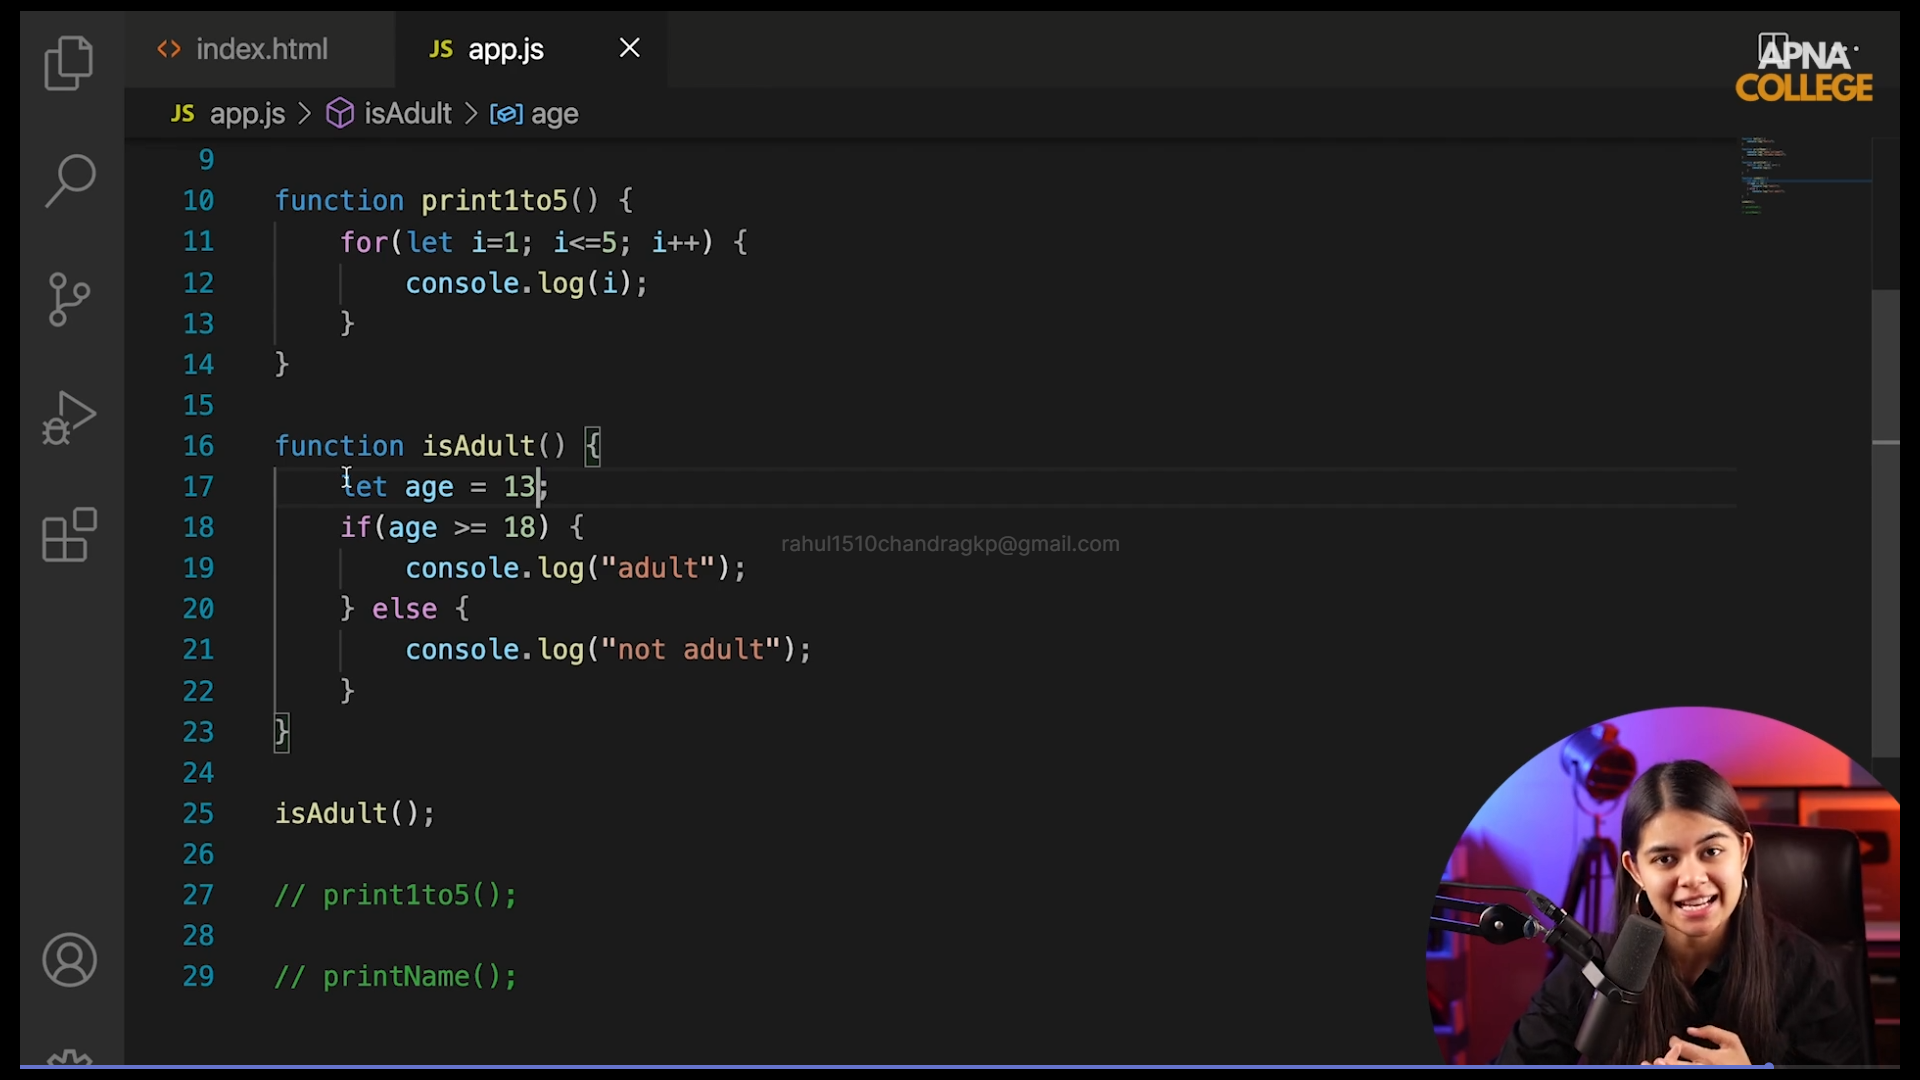 index.html
JS app.js
APNA
COLLEGE
JS app.js > isAdult > age
9
10 function print1to5() {
11 for(let i=1; i<=5; i++) {
12 console.log(i);
13 }
14 }
15
16 function isAdult() {
17 let age = 13;
18 if(age >= 18) {
rahul1510chandragkp@gmail.com
19 console.log("adult");
20 } else {
21 console.log("not adult");
22 }
23 }
24
25 isAdult();
26
27 // print1to5();
28
29 // printName();